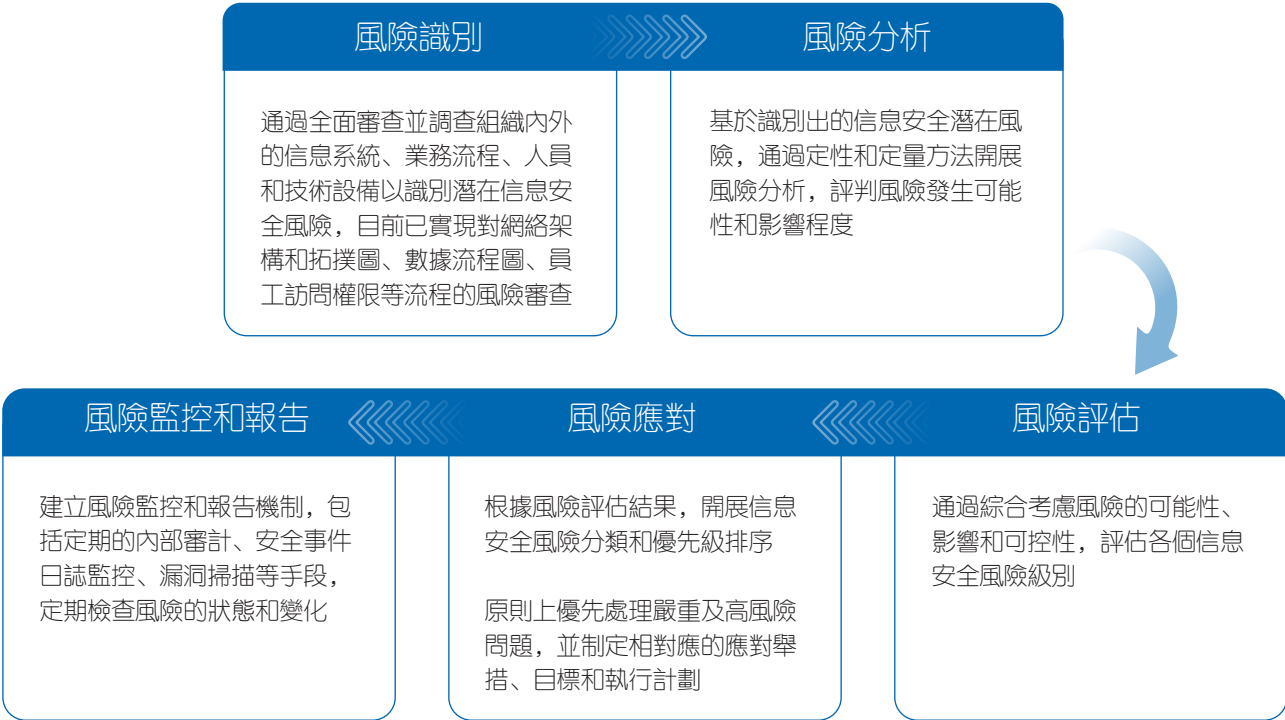 風險識別
通過全面審查並調查組織內外
的信息系統、業務流程、人員
和技術設備以識別潛在信息安
全風險，目前已實現對網絡架
構和拓撲圖、數據流程圖、員
工訪問權限等流程的風險審查
風險分析
基於識別出的信息安全潛在風
險，通過定性和定量方法開展
風險分析，評判風險發生可能
性和影響程度
風險評估
通過綜合考慮風險的可能性、
影響和可控性，評估各個信息
安全風險級別
風險應對
根據風險評估結果，開展信息
安全風險分類和優先級排序
原則上優先處理嚴重及高風險
問題，並制定相對應的應對舉
措、目標和執行計劃
風險監控和報告
建立風險監控和報告機制，包
括定期的內部審計、安全事件
日誌監控、漏洞掃描等手段，
定期檢查風險的狀態和變化